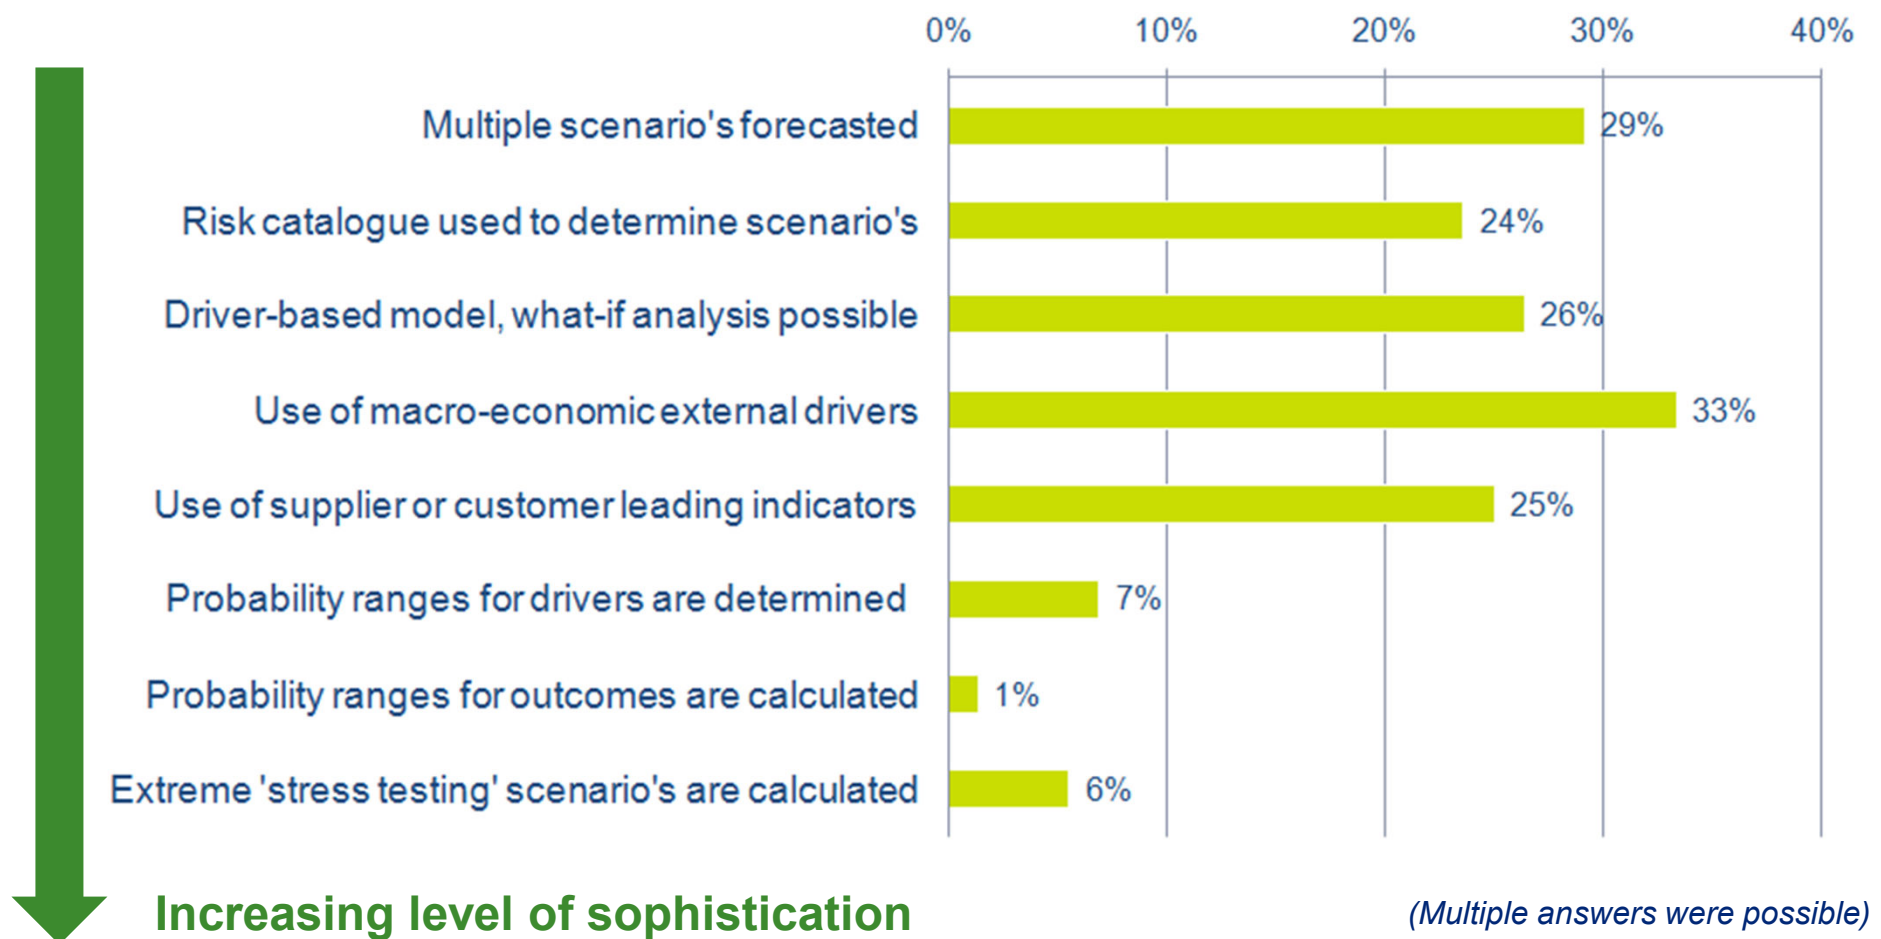 0% 10% 20% 30% 40%
Multiple scenario's forecasted 29%
Risk catalogue used to determine scenario's 24%
Driver-based model, what-if analysis possible 26%
Use of macro-economic external drivers 33%
Use of supplier or customer leading indicators 25%
Probability ranges for drivers are determined 7%
Probability ranges for outcomes are calculated 1%
Extreme 'stress testing' scenario's are calculated 6%
Increasing level of sophistication
(Multiple answers were possible)